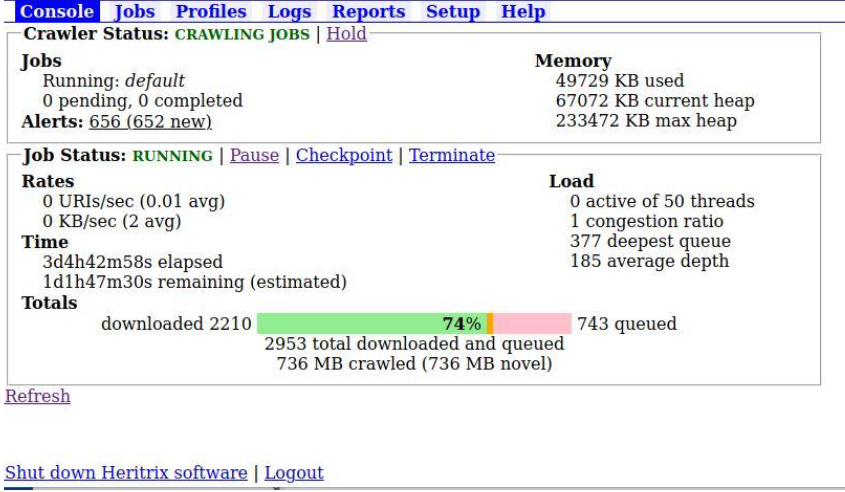 Console Jobs Profiles Logs Reports Setup Help
Crawler Status: CRAWLING JOBS | Hold
Jobs
Running: default
0 pending, 0 completed
Alerts: 656 (652 new)
Memory
49729 KB used
67072 KB current heap
233472 KB max heap
Job Status: RUNNING | Pause | Checkpoint | Terminate
Rates
0 URIs/sec (0.01 avg)
0 KB/sec (2 avg)
Time
3d4h42m58s elapsed
1d1h47m30s remaining (estimated)
Load
0 active of 50 threads
1 congestion ratio
377 deepest queue
185 average depth
Totals
downloaded 2210 74% 743 queued
2953 total downloaded and queued
736 MB crawled (736 MB novel)
Refresh
Shut down Heritrix software | Logout